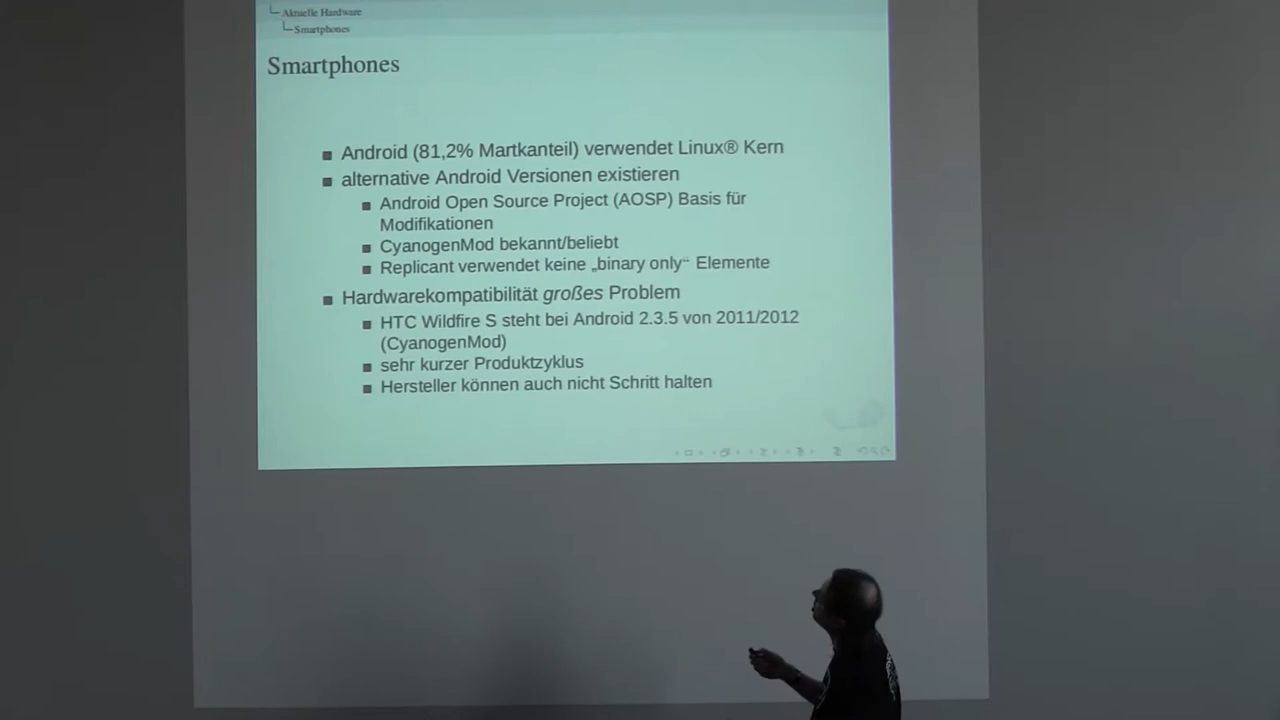 Aktuelle Hardware
Smartphones
Smartphones
Android (81,2% Martkanteil) verwendet Linux® Kern
alternative Android Versionen existieren
Android Open Source Project (AOSP) Basis für
Modifikationen
CyanogenMod bekannt/beliebt
Replicant verwendet keine „binary only“ Elemente
Hardwarekompatibilität großes Problem
HTC Wildfire S steht bei Android 2.3.5 von 2011/2012
(CyanogenMod)
sehr kurzer Produktzyklus
Hersteller können auch nicht Schritt halten